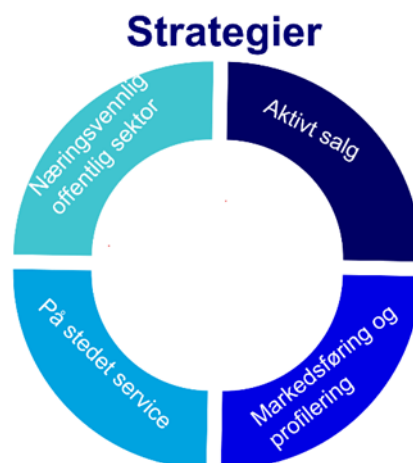 Strategier
Næringsvennlig
offentlig sektor
Aktivt salg
På stedet service
Markedsføring og
profilering